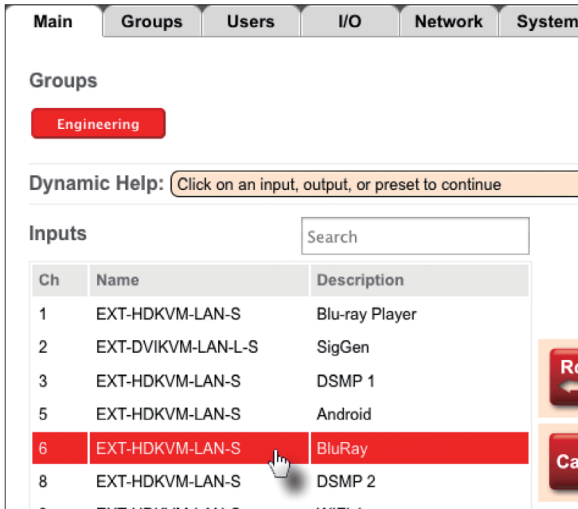 Main Groups Users I/O Network System
Groups
Engineering
Dynamic Help: Click on an input, output, or preset to continue
Inputs Search
Ch Name Description
1 EXT-HDKVM-LAN-S Blu-ray Player
2 EXT-DVIKVM-LAN-L-S SigGen
3 EXT-HDKVM-LAN-S DSMP 1
5 EXT-HDKVM-LAN-S Android
Ro
6 EXT-HDKVM-LAN-S BluRay
Ca
8 EXT-HDKVM-LAN-S DSMP 2